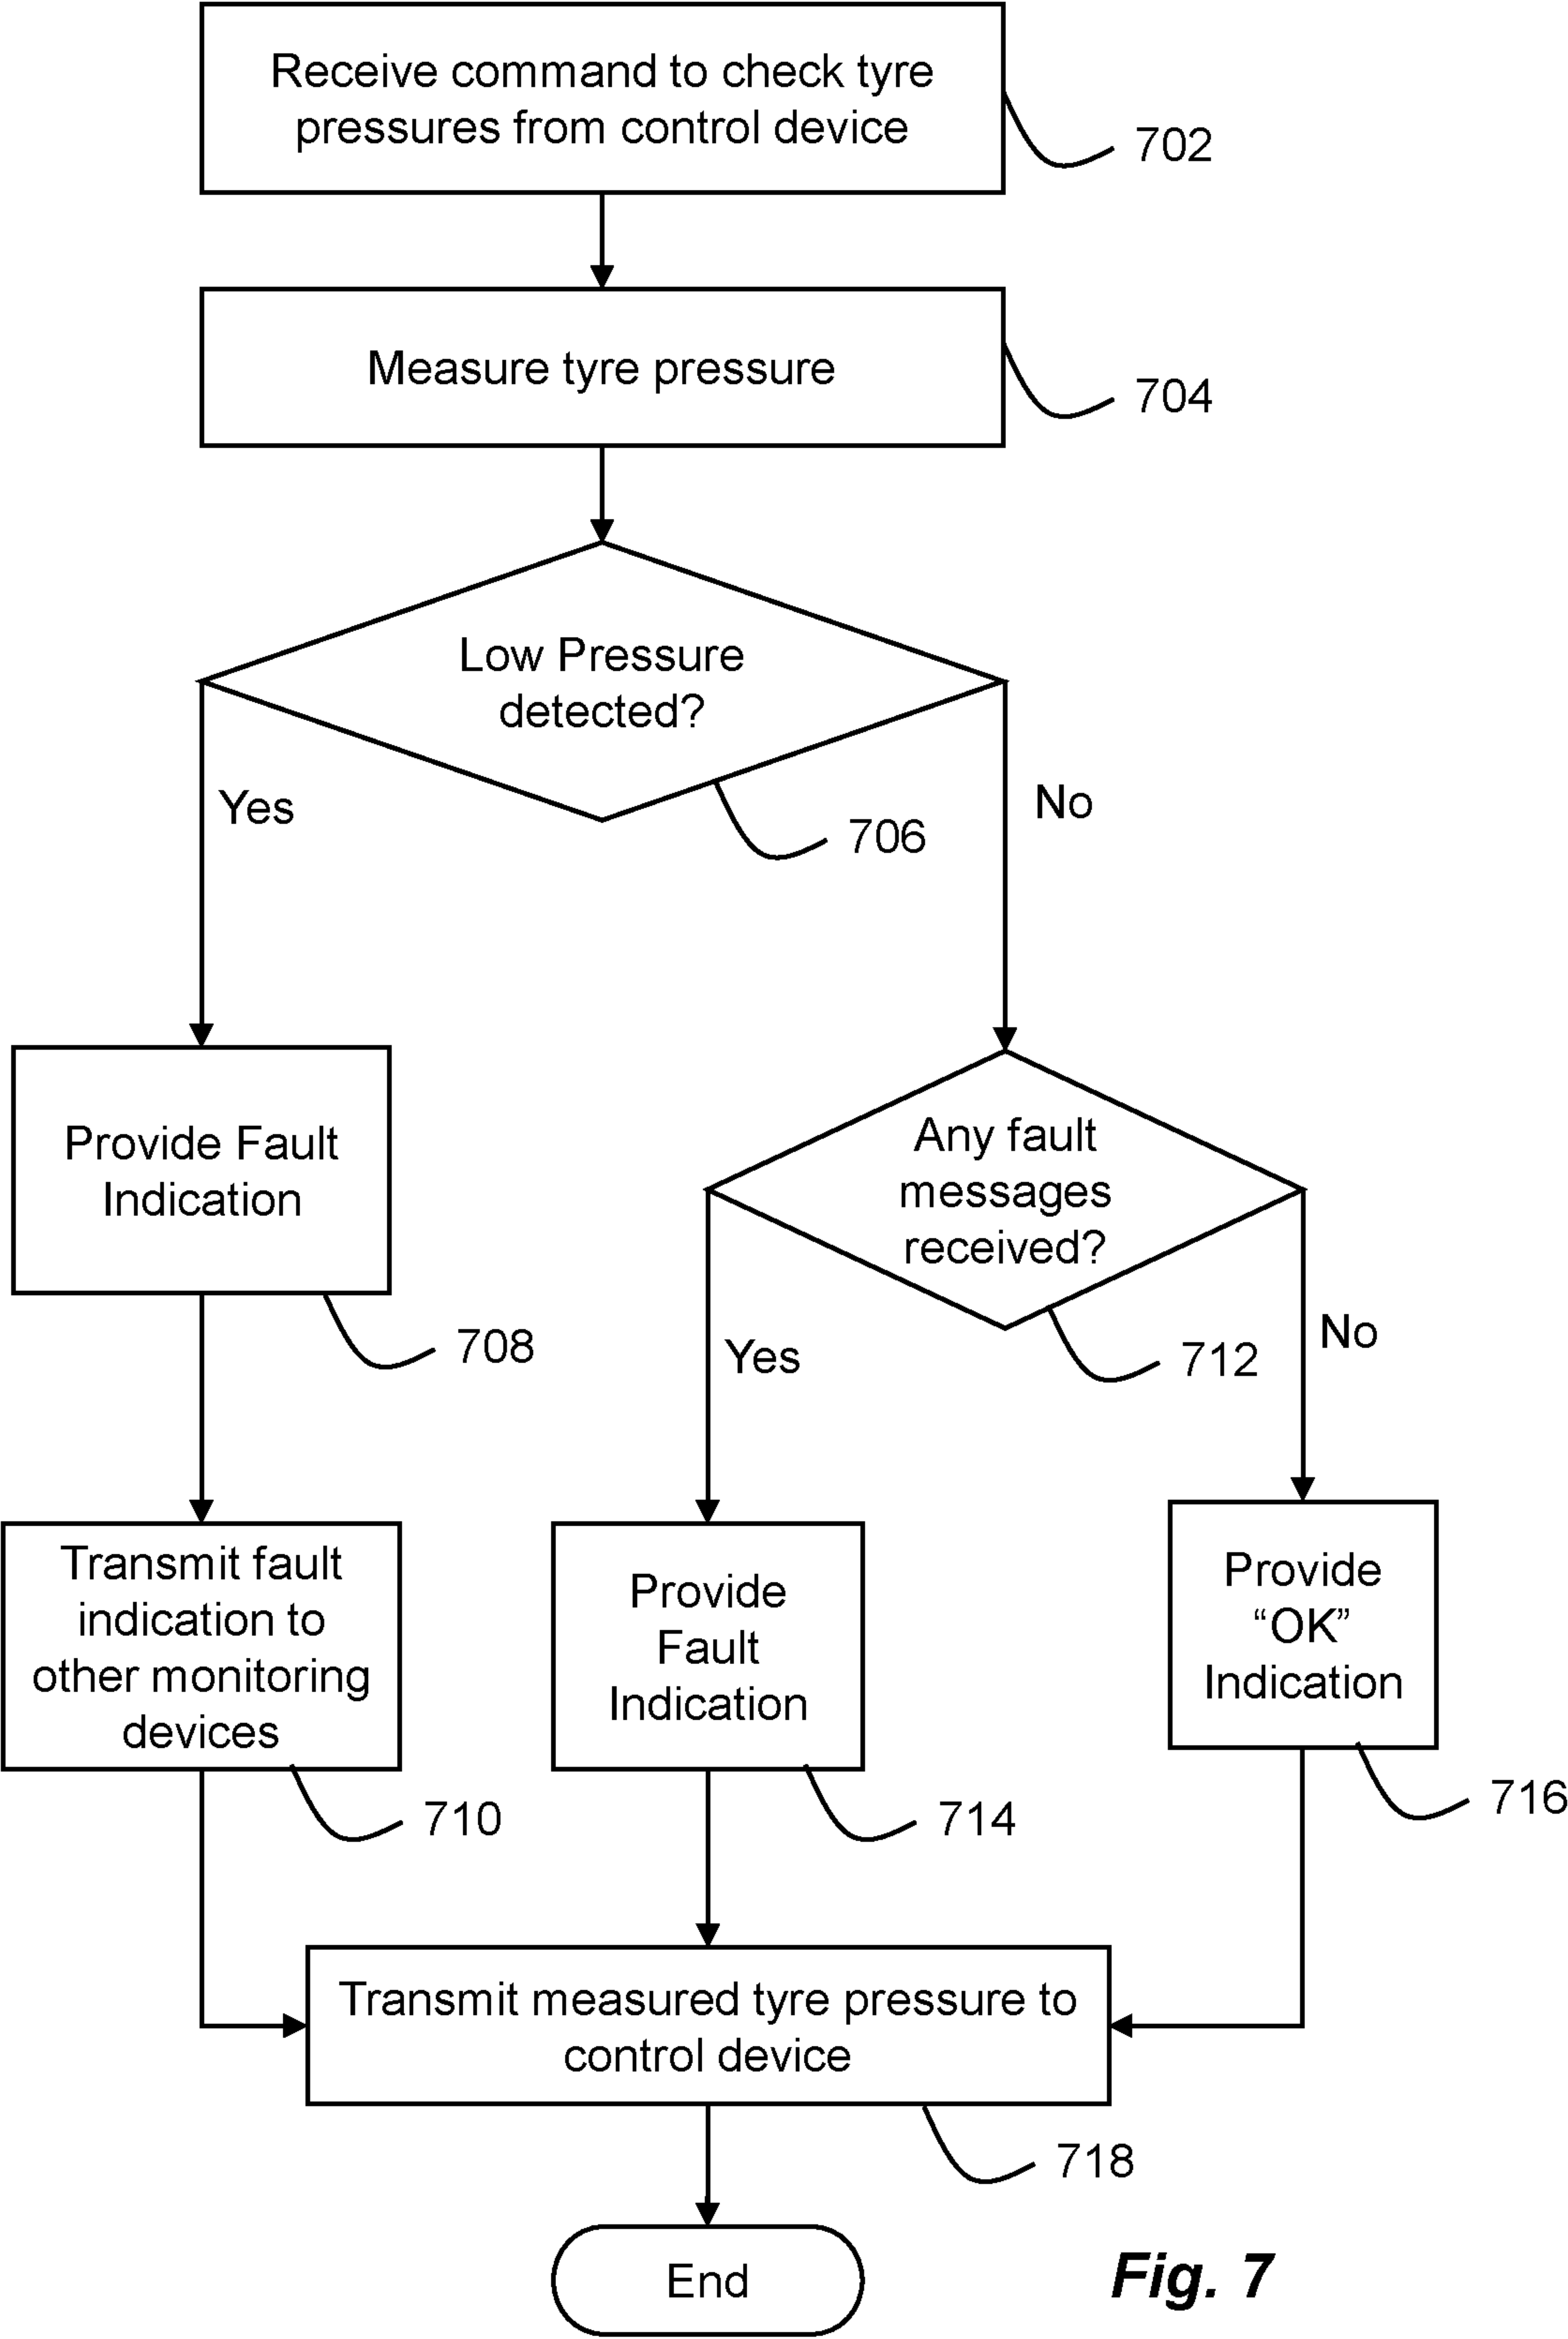 Receive command to check tyre
pressures from control device
702
Measure tyre pressure
704
Low Pressure
detected?
706
Yes
No
Provide Fault
Indication
708
Any fault
messages
received?
712
Yes
No
Transmit fault
indication to
other monitoring
devices
710
Provide
Fault
Indication
714
Provide
“OK”
Indication
716
Transmit measured tyre pressure to
control device
718
End
Fig. 7